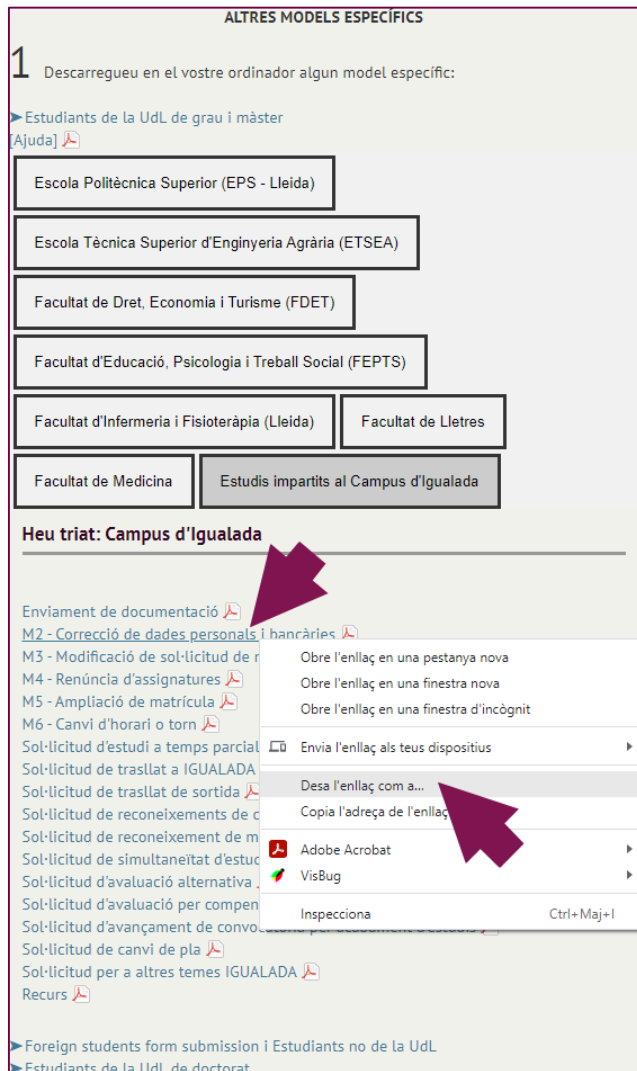 ALTRES MODELS ESPECÍFICS
1 Descarregueu en el vostre ordinador algun model específic:
➤Estudiants de la UdL de grau i màster
[Ajuda]
Escola Politècnica Superior (EPS - Lleida)
Escola Tècnica Superior d'Enginyeria Agrària (ETSEA)
Facultat de Dret, Economia i Turisme (FDET)
Facultat d'Educació, Psicologia i Treball Social (FEPTS)
Facultat d'Infermeria i Fisioteràpia (Lleida) Facultat de Lletres
Facultat de Medicina Estudis impartits al Campus d'Igualada
Heu triat: Campus d'Igualada
Enviament de documentació
M2 - Correcció de dades personals i bancàries
M3 - Modificació de sol·licitud de
M4 - Renúncia d'assignatures
M5 - Ampliació de matrícula
M6 - Canvi d'horari o torn
Sol·licitud d'estudi a temps parcial
Sol·licitud de trasllat a IGUALADA
Sol·licitud de trasllat de sortida
Sol·licitud de reconeixements de
Sol·licitud de reconeixement de
Sol·licitud de simultaneïtat
Sol·licitud d'avaluació alternativa
Sol·licitud d'avaluació per
Sol·licitud d'avançament de convocatòria per acabament d'estudis
Sol·licitud de canvi de pla
Sol·licitud per a altres temes IGUALADA
Recurs
Obre l'enllaç en una pestanya nova
Obre l'enllaç en una finestra nova
Obre l'enllaç en una finestra d'incògnit
Envia l'enllaç als teus dispositius
Desa l'enllaç com a...
Copia l'adreça de l'enllaç
Adobe Acrobat
VisBug
Inspecciona Ctrl+Maj+I
➤Foreign students form submission i Estudiants no de la UdL
➤Estudiants de la UdL de doctorat